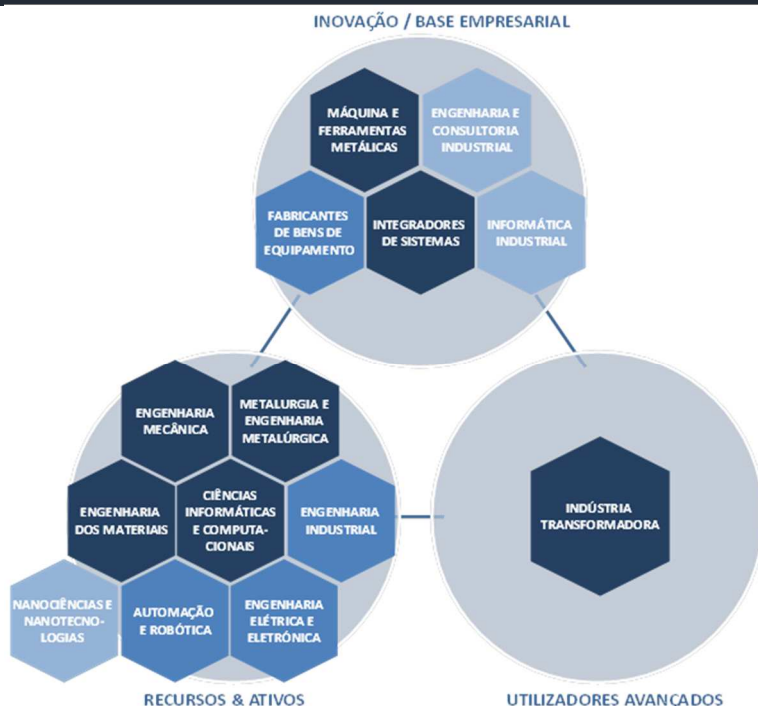 INOVAÇÃO / BASE EMPRESARIAL
MÁQUINA E
FERRAMENTAS
METÁLICAS
ENGENHARIA E
CONSULTORIA
INDUSTRIAL
FABRICANTES
DE BENS DE
EQUIPAMENTO
INTEGRADORES
DE SISTEMAS
INFORMÁTICA
INDUSTRIAL
ENGENHARIA
MECÂNICA
METALURGIA E
ENGENHARIA
METALÚRGICA
ENGENHARIA
DOS MATERIAIS
CIÊNCIAS
INFORMÁTICAS
E COMPUTA-
CIONAIS
ENGENHARIA
INDUSTRIAL
INDÚSTRIA
TRANSFORMADORA
NANOCIÊNCIAS E
NANOTECNO-
LOGIAS
AUTOMAÇÃO
E ROBÓTICA
ENGENHARIA
ELÉTRICA E
ELETRÓNICA
RECURSOS & ATIVOS
UTILIZADORES AVANÇADOS